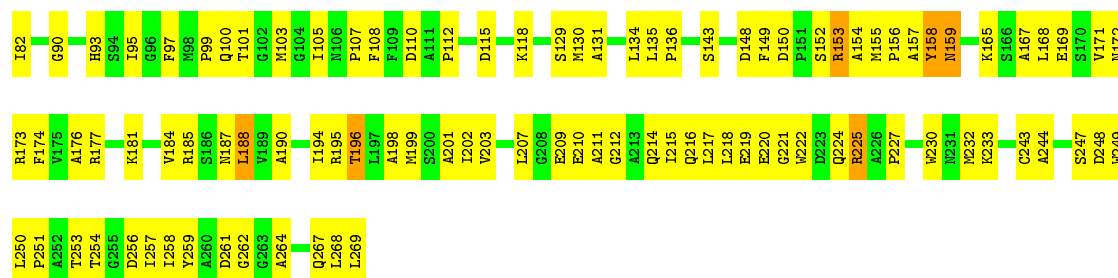 I82 G90 H93 S94 I95 G96 F97 M98 P99 Q100 T101 G102 M103 G104 I105 N106 P107 F108 F109 D110 A111 P112 D115 K118 S129 M130 A131 L134 L135 P136 S143 D148 F149 D150 P151 S152 R153 A154 M155 P156 A157 Y158 N159 K165 S166 A167 L168 E169 S170 V171 N172
R173 F174 V175 A176 R177 K181 V184 R185 S186 N187 L188 V189 A190 I194 R195 T196 L197 A198 M199 S200 A201 I202 V203 L207 G208 E209 E210 A211 G212 A213 Q214 I215 Q216 L217 L218 E219 E220 G221 W222 D223 Q224 R225 A226 P227 W230 N231 M232 K233 C243 A244 S247 D248 W249
L250 P251 A252 T253 T254 G255 D256 I257 I258 Y259 A260 D261 G262 G263 A264 Q267 L268 L269